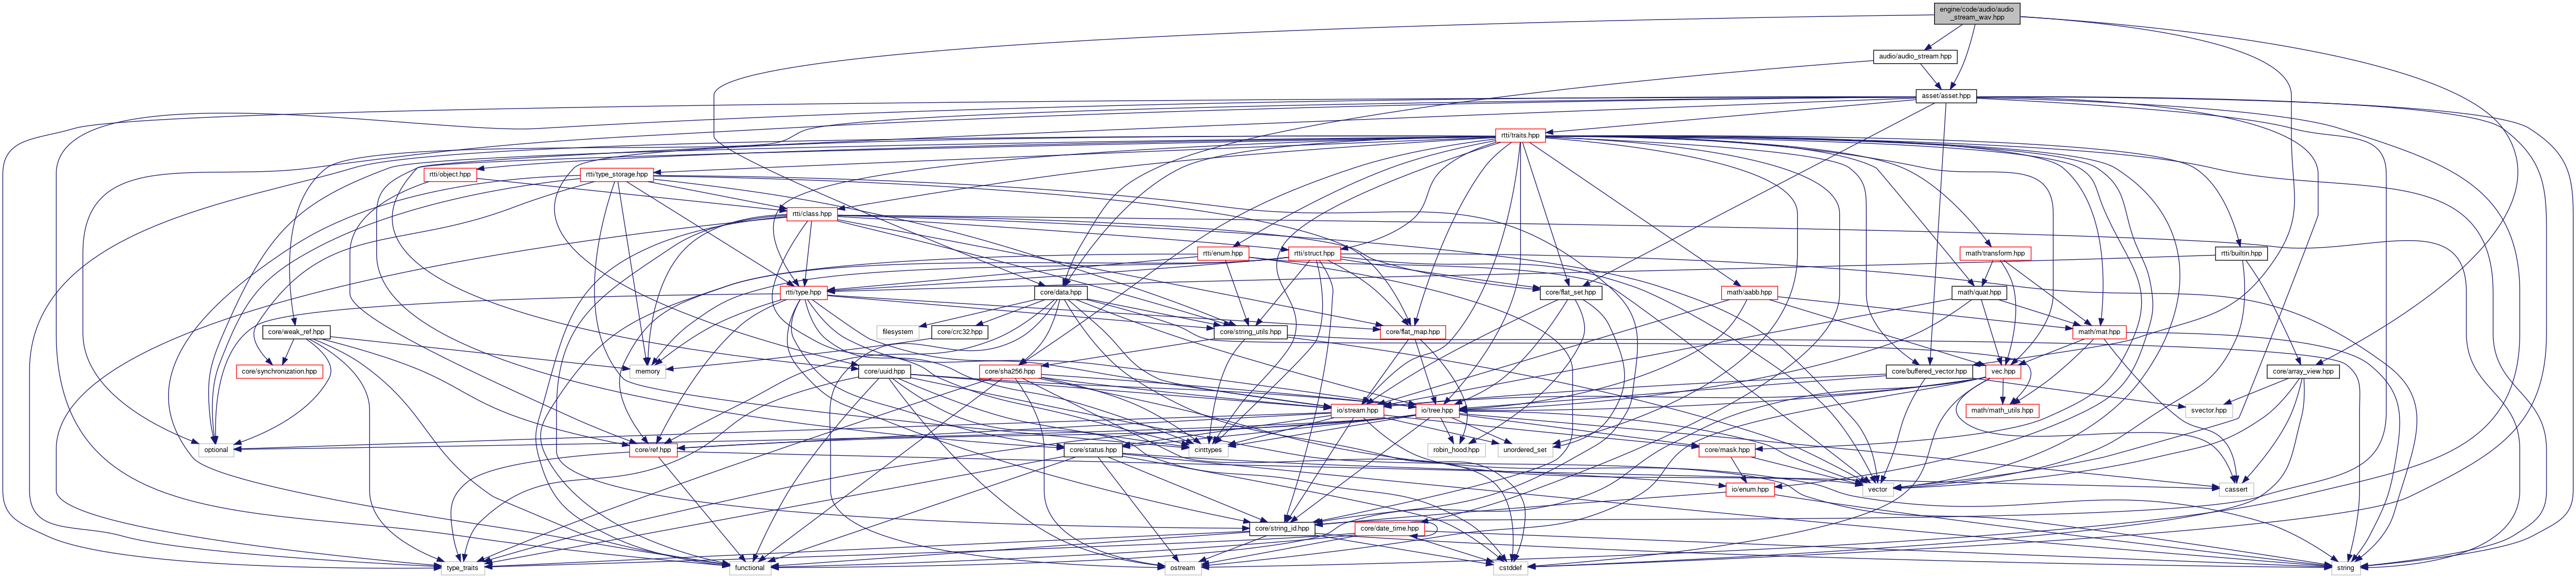 engine/code/audio/audio
_stream_wav.hpp
audio/audio_stream.hpp
asset/asset.hpp
rtti/traits.hpp
rtti/object.hpp
rtti/type_storage.hpp
rtti/class.hpp
rtti/enum.hpp
rtti/struct.hpp
math/transform.hpp
rtti/builtin.hpp
rtti/type.hpp
core/data.hpp
core/flat_set.hpp
math/aabb.hpp
math/quat.hpp
core/weak_ref.hpp
filesystem
core/crc32.hpp
core/string_utils.hpp
core/flat_map.hpp
math/mat.hpp
core/synchronization.hpp
memory
core/uuid.hpp
core/sha256.hpp
core/buffered_vector.hpp
vec.hpp
core/array_view.hpp
io/stream.hpp
io/tree.hpp
math/math_utils.hpp
svector.hpp
optional
core/ref.hpp
core/status.hpp
cinttypes
robin_hood.hpp
unordered_set
core/mask.hpp
io/enum.hpp
vector
cassert
core/string_id.hpp
core/date_time.hpp
type_traits
functional
ostream
cstddef
string